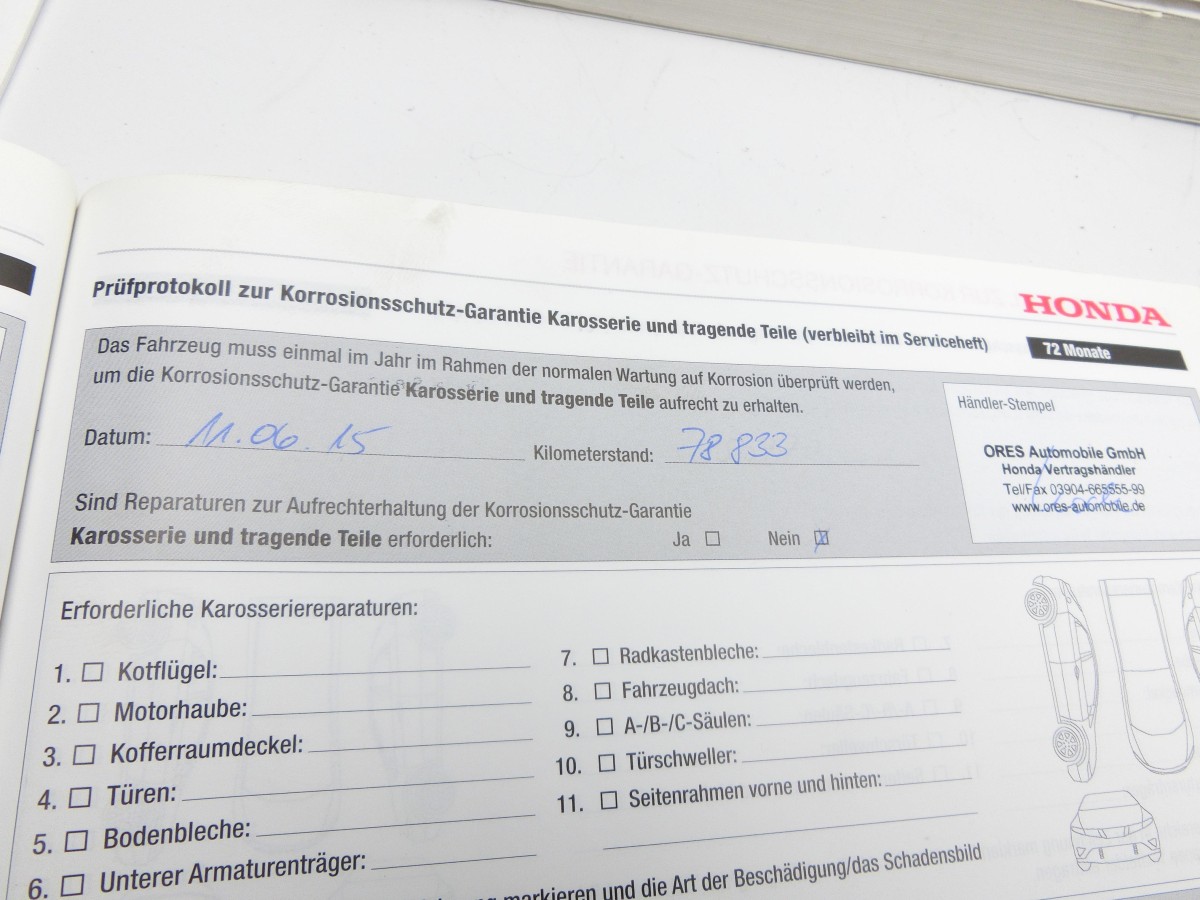 HONDA
Prüfprotokoll zur Korrosionsschutz-Garantie Karosserie und tragende Teile (verbleibt im Serviceheft)
72 Monate
Das Fahrzeug muss einmal im Jahr im Rahmen der normalen Wartung auf Korrosion überprüft werden,
um die Korrosionsschutz-Garantie Karosserie und tragende Teile aufrecht zu erhalten.
Datum: 11.06.15 Kilometerstand: 78 833
Händler-Stempel
ORES Automobile GmbH
Honda Vertragshändler
Tel/Fax 03904-665555-99
www.ores-automobile.de
Sind Reparaturen zur Aufrechterhaltung der Korrosionsschutz-Garantie
Karosserie und tragende Teile erforderlich: Ja Nein
Erforderliche Karosseriereparaturen:
1. Kotflügel:
2. Motorhaube:
3. Kofferraumdeckel:
4. Türen:
5. Bodenbleche:
6. Unterer Armaturenträger:
7. Radkastenbleche:
8. Fahrzeugdach:
9. A-/B-/C-Säulen:
10. Türschweller:
11. Seitenrahmen vorne und hinten:
markieren und die Art der Beschädigung/das Schadensbild